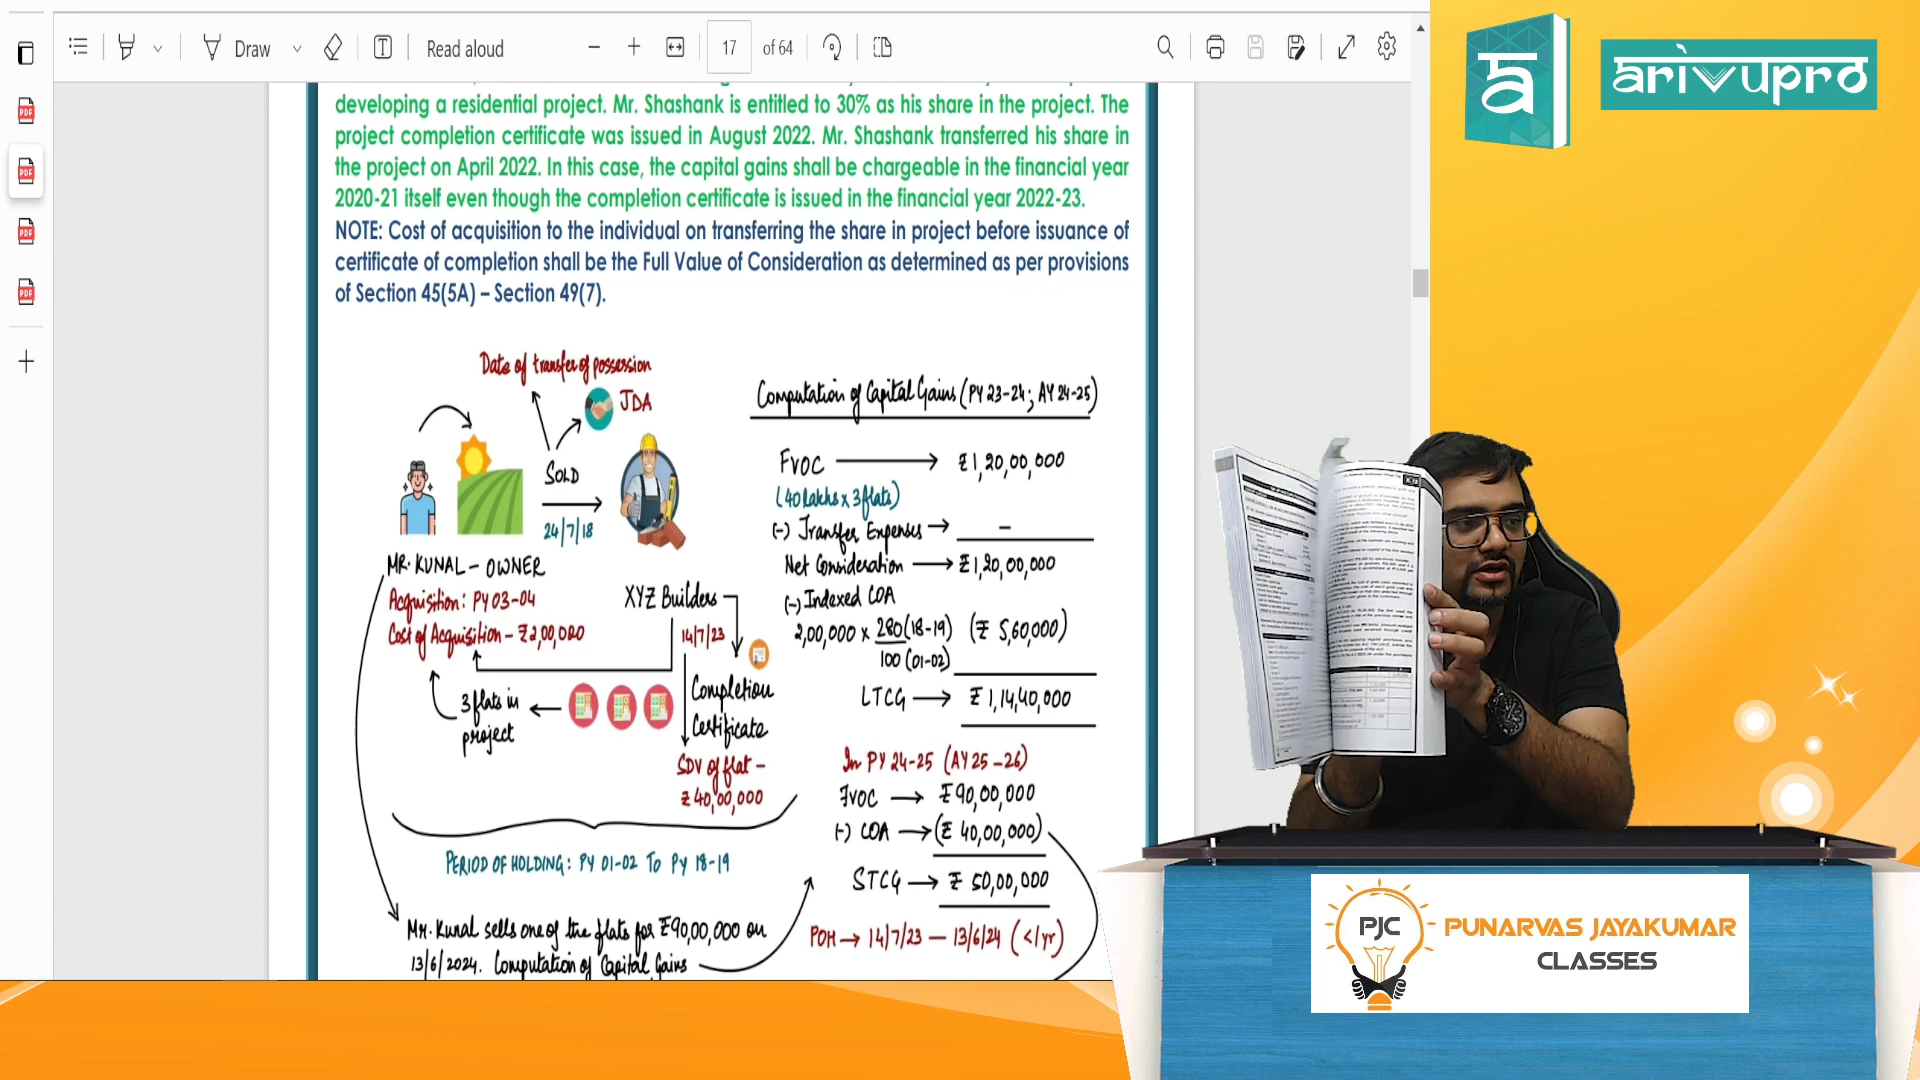 Draw
Read aloud
17
of 64
developing a residential project. Mr. Shashank is entitled to 30% as his share in the project. The
project completion certificate was issued in August 2022. Mr. Shashank transferred his share in
the project on April 2022. In this case, the capital gains shall be chargeable in the financial year
2020-21 itself even though the completion certificate is issued in the financial year 2022-23.
NOTE: Cost of acquisition to the individual on transferring the share in project before issuance of
certificate of completion shall be the Full Value of Consideration as determined as per provisions
of Section 45(5A) – Section 49(7).
Date of transfer of possession
JDA
SOLD
24/7/18
MR. KUNAL - OWNER
Acquisition: PY 03-04
Cost of Acquisition - ₹2,00,000
XYZ Builders
14/7/23
3 flats in
project
Completion
Certificate
SDV of flat -
₹40,00,000
PERIOD OF HOLDING: PY 01-02 To PY 18-19
Mr. Kunal sells one of the flats for ₹90,00,000 on
13/6/2024. Computation of Capital Gains
Computation of Capital Gains (PY 23-24; AY 24-25)
FVOC → ₹1,20,00,000
(40 lakhs x 3 flats)
(-) Transfer Expenses → -
Net Consideration → ₹1,20,00,000
(-) Indexed COA
2,00,000 x 280 (18-19) (₹ 5,60,000)
100 (01-02)
LTCG → ₹1,14,40,000
In PY 24-25 (AY 25-26)
FVOC → ₹90,00,000
(-) COA → (₹ 40,00,000)
STCG → ₹ 50,00,000
POH → 14/7/23 - 13/6/24 (<1yr)
a
arivupro
PJC
PUNARVAS JAYAKUMAR
CLASSES